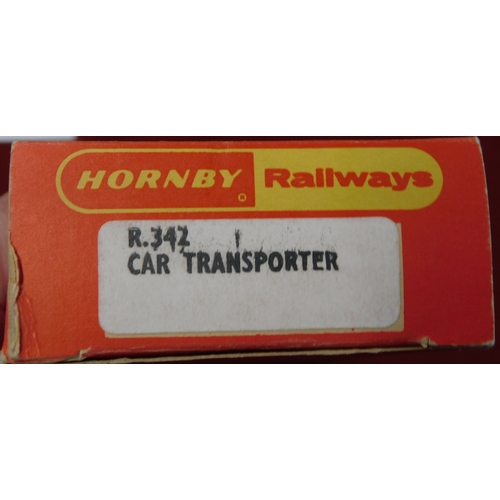 HORNBY ® Railways
R.342
CAR TRANSPORTER